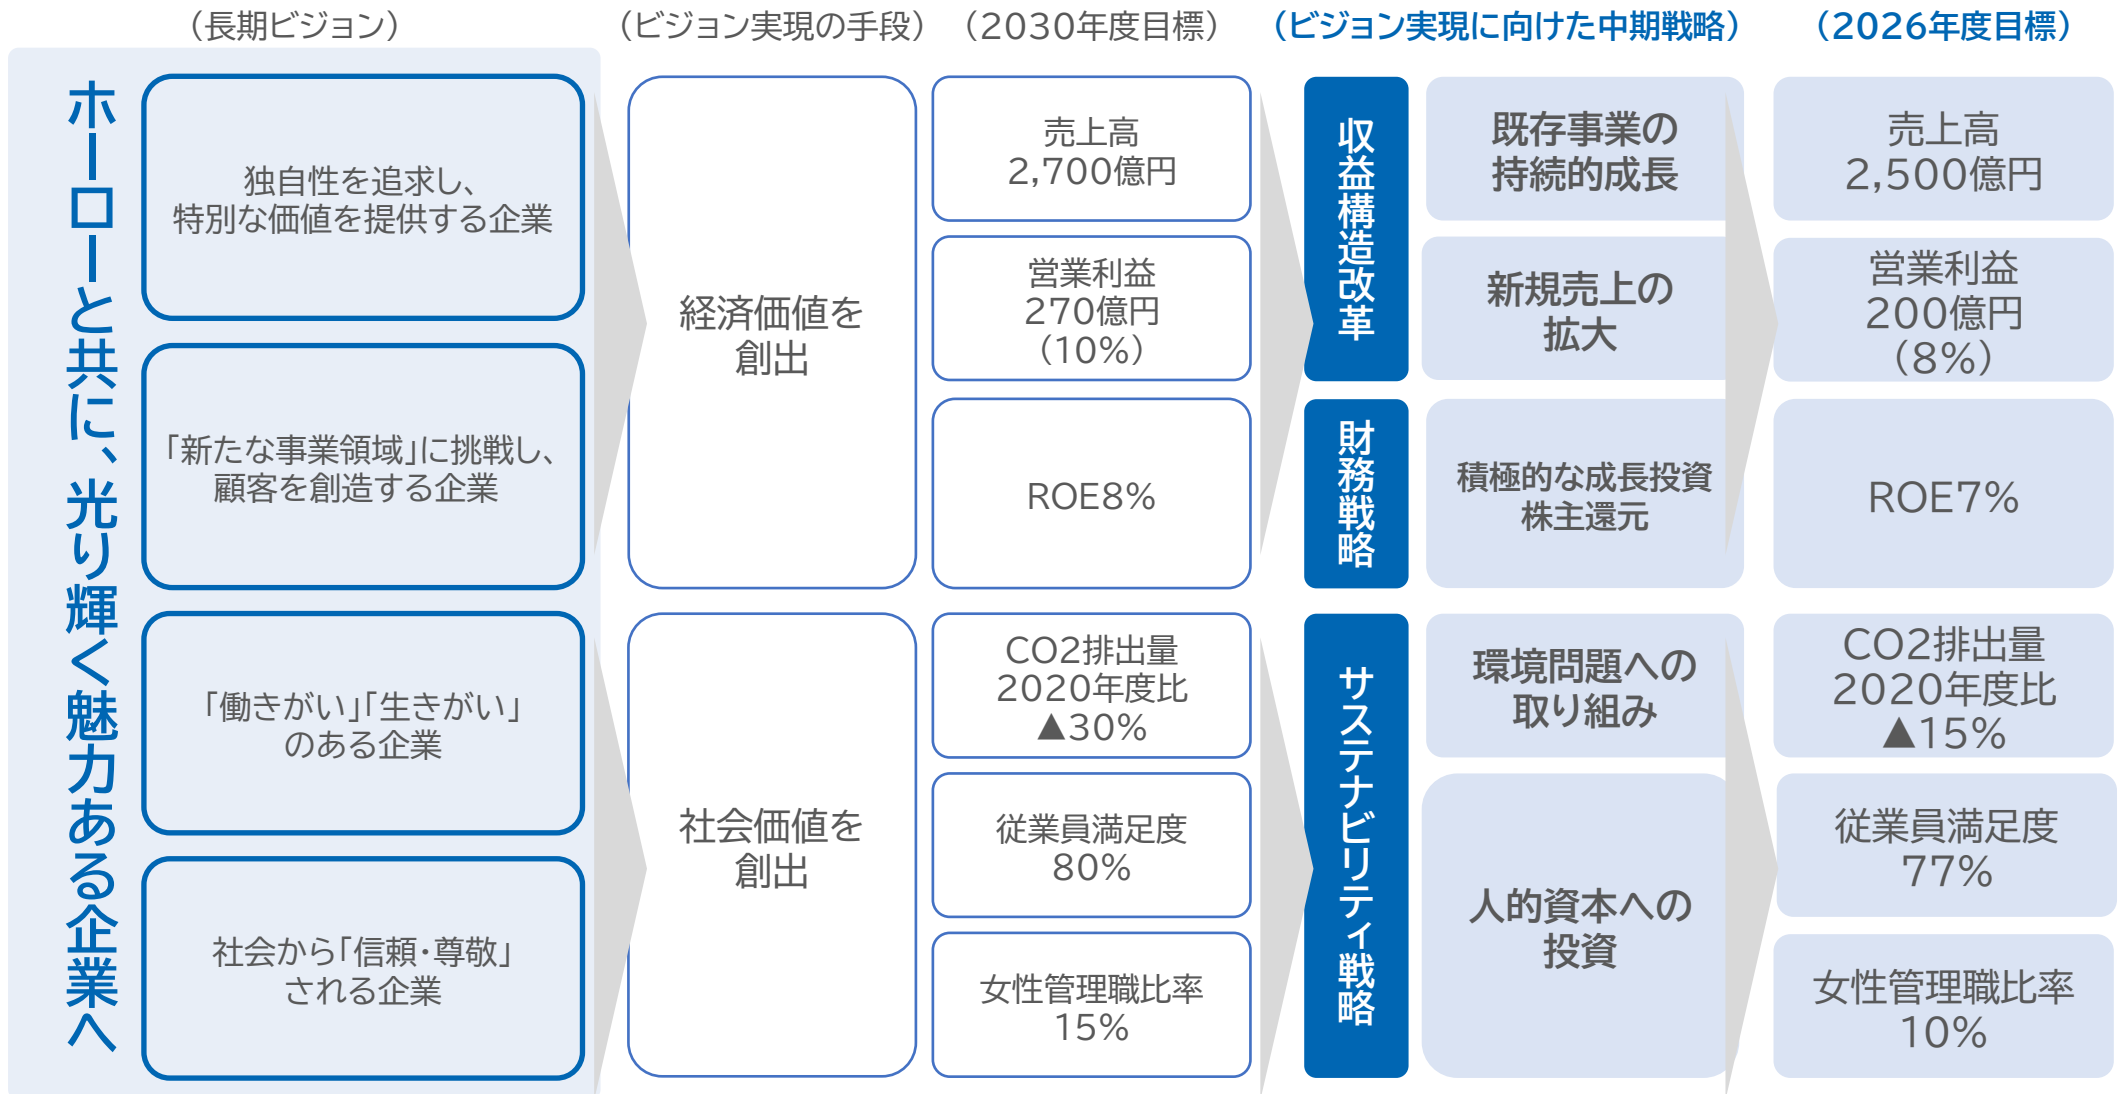 （長期ビジョン）
（ビジョン実現の手段）
（2030年度目標）
（ビジョン実現に向けた中期戦略）
（2026年度目標）
ホーローと共に、光り輝く魅力ある企業へ
独自性を追求し、
特別な価値を提供する企業
「新たな事業領域」に挑戦し、
顧客を創造する企業
「働きがい」「生きがい」
のある企業
社会から「信頼・尊敬」
される企業
経済価値を
創出
社会価値を
創出
売上高
2,700億円
営業利益
270億円
（10%）
ROE8%
CO2排出量
2020年度比
▲30%
従業員満足度
80%
女性管理職比率
15%
収益構造改革
財務戦略
サステナビリティ戦略
既存事業の
持続的成長
新規売上の
拡大
積極的な成長投資
株主還元
環境問題への
取り組み
人的資本への
投資
売上高
2,500億円
営業利益
200億円
（8%）
ROE7%
CO2排出量
2020年度比
▲15%
従業員満足度
77%
女性管理職比率
10%